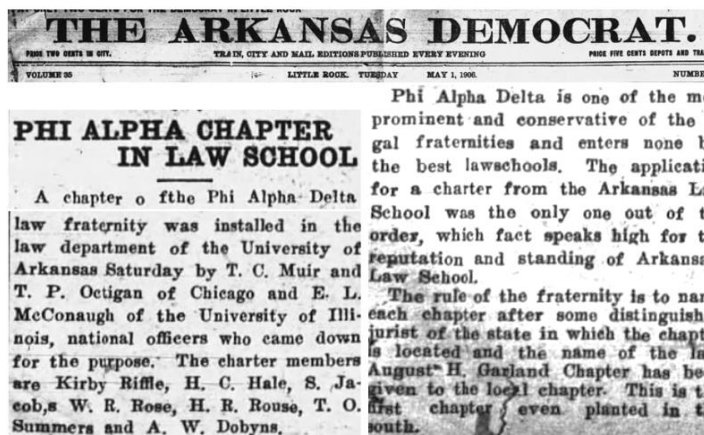 THE ARKANSAS DEMOCRAT.
PRICE TWO CENTS IN CITY.
TRAIN, CITY AND MAIL EDITIONS PUBLISHED EVERY EVENING
PRICE FIVE CENTS DEPOTS AND TRA
VOLUME 35
LITTLE ROCK, TUESDAY MAY 1, 1906.
NUMBE
PHI ALPHA CHAPTER
IN LAW SCHOOL
A chapter o fthe Phi Alpha Delta
law fraternity was installed in the
law department of the University of
Arkansas Saturday by T. C. Muir and
T. P. Octigan of Chicago and E. L.
McConaugh of the University of Illi-
nois, national officers who came down
for the purpose. The charter members
are Kirby Riffle, H. C. Hale, S. Ja-
cob,s W. R. Rose, H. R. Rouse, T. O.
Summers and A. W. Dobyns.
Phi Alpha Delta is one of the m
prominent and conservative of the
gal fraternities and enters none b
the best lawschools. The applicati
for a charter from the Arkansas L
School was the only one out of t
order, which fact speaks high for t
reputation and standing of Arkansa
Law School.
The rule of the fraternity is to nam
each chapter after some distinguish
jurist of the state in which the chapt
is located and the name of the la
August H. Garland Chapter has be
given to the local chapter. This is t
first chapter even planted in t
south.